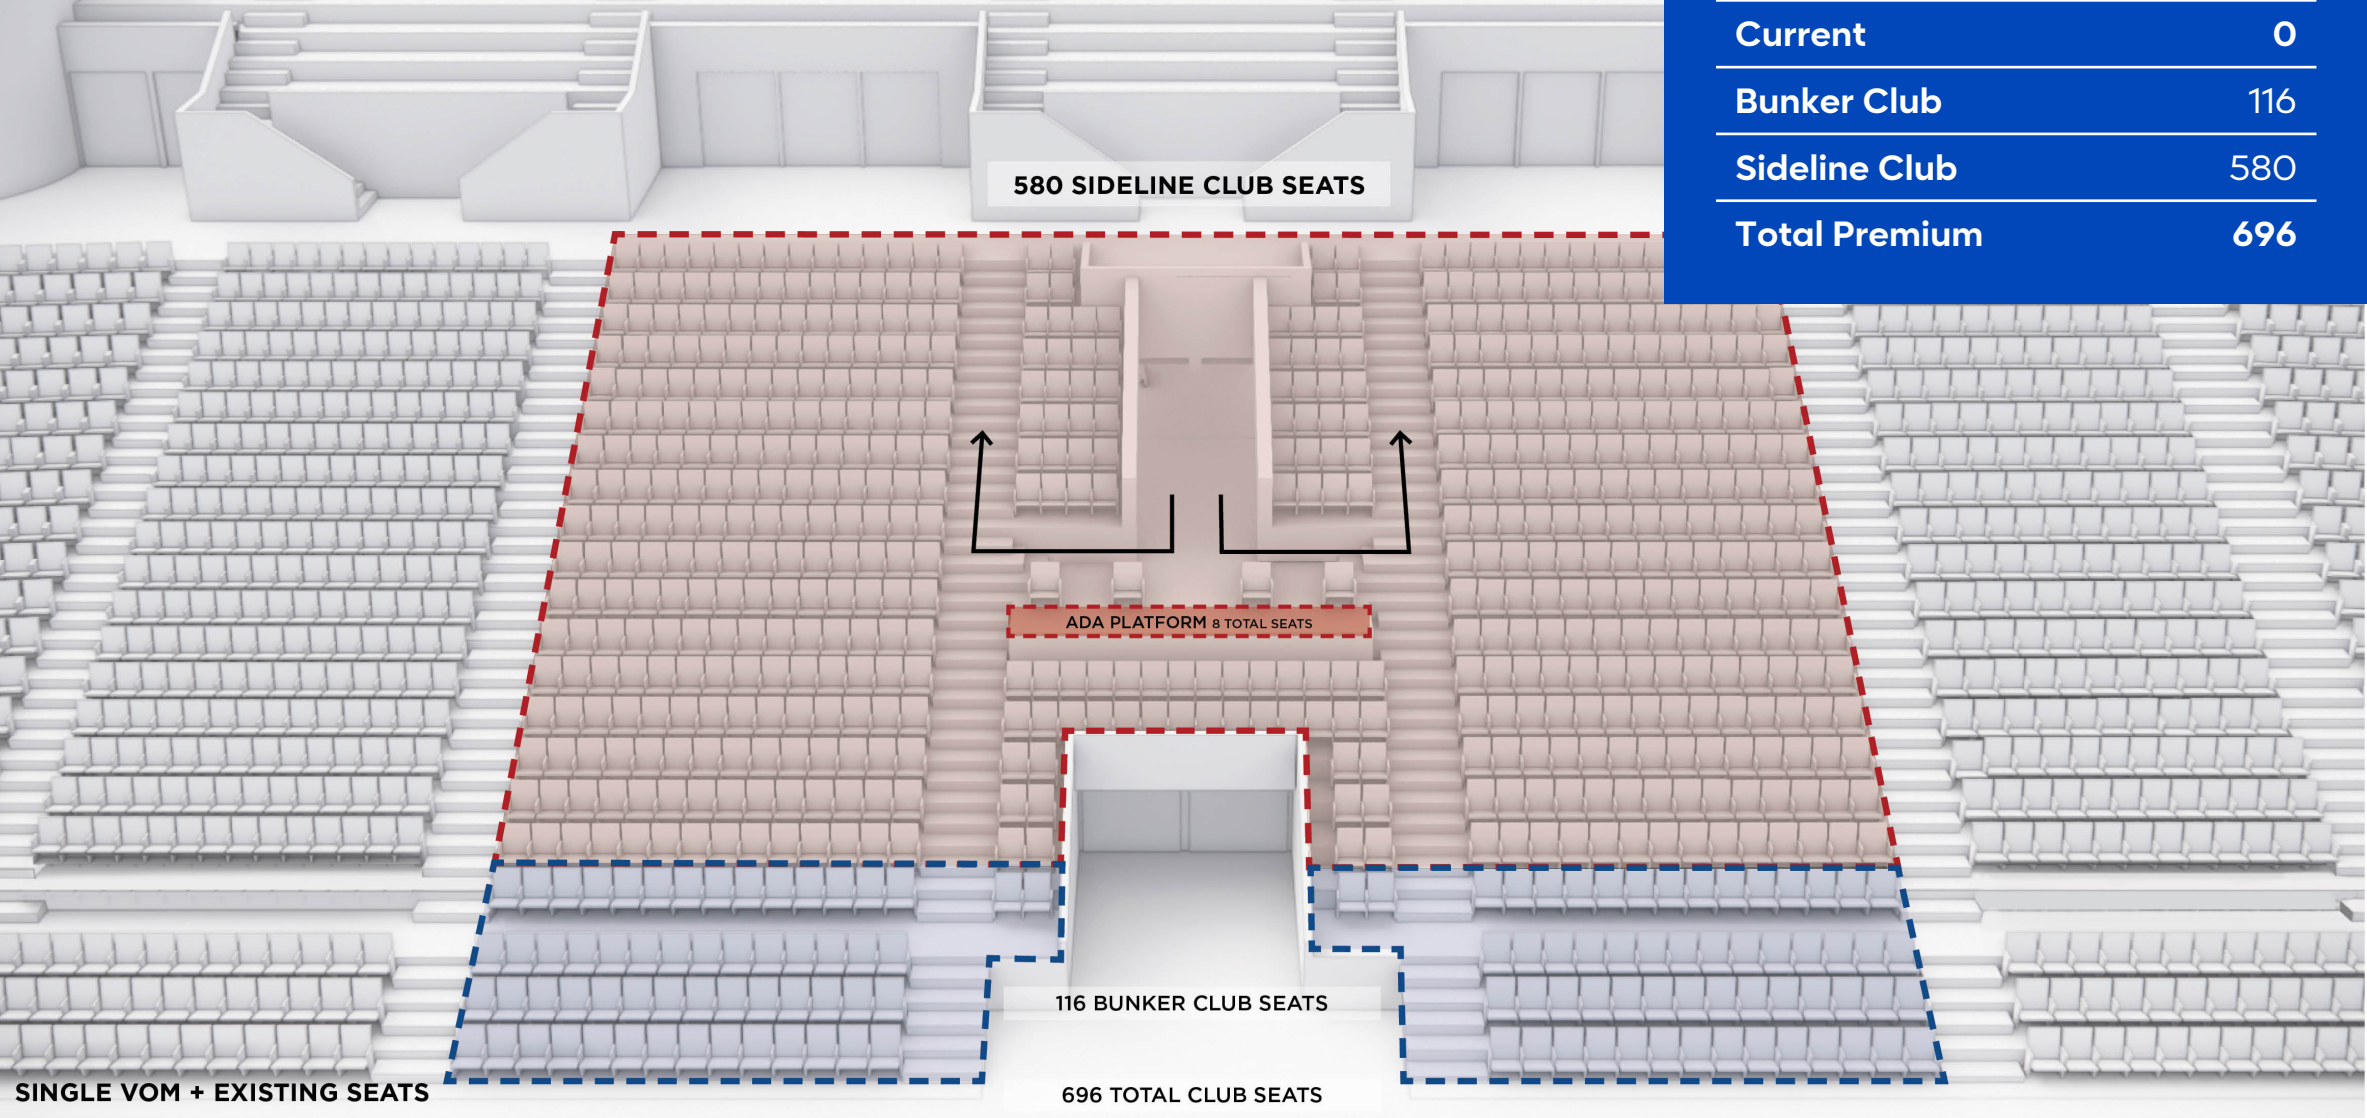 Current 0
Bunker Club 116
Sideline Club 580
Total Premium 696
580 SIDELINE CLUB SEATS
ADA PLATFORM 8 TOTAL SEATS
116 BUNKER CLUB SEATS
SINGLE VOM + EXISTING SEATS
696 TOTAL CLUB SEATS